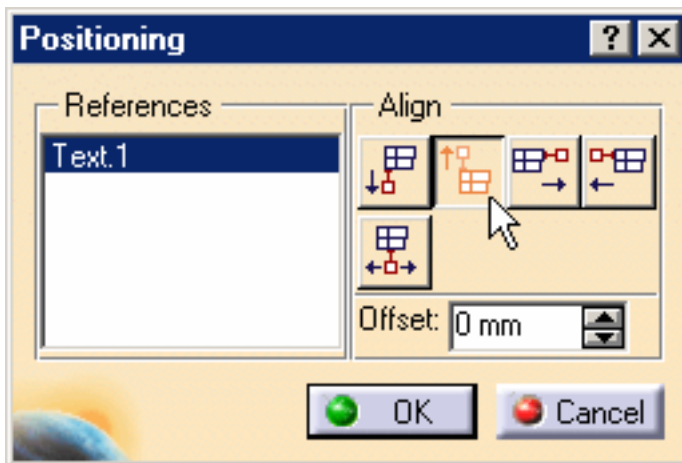 Positioning
References
Align
Text.1
Offset: 0 mm
OK
Cancel